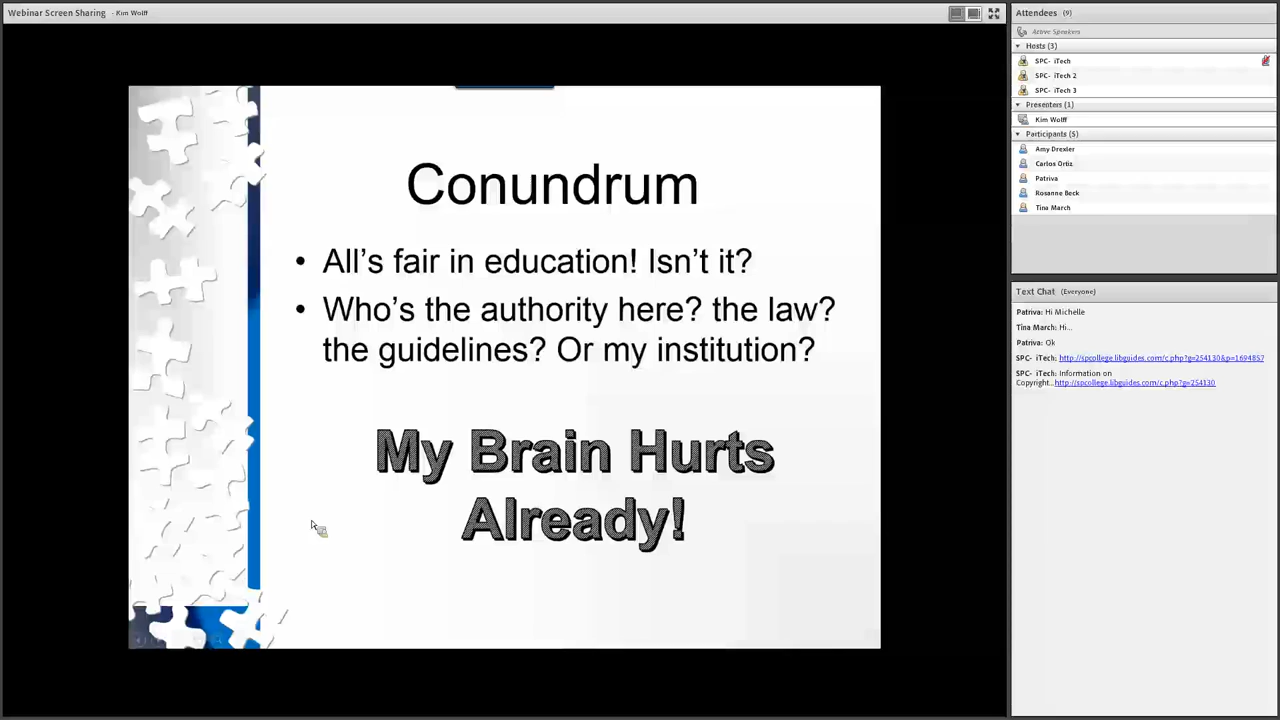 Webinar Screen Sharing - Kim Wolff
Conundrum
• All’s fair in education! Isn’t it?
• Who’s the authority here? the law?
the guidelines? Or my institution?
My Brain Hurts
Already!
Attendees (9)
Active Speakers
Hosts (3)
SPC- iTech
SPC- iTech 2
SPC- iTech 3
Presenters (1)
Kim Wolff
Participants (5)
Amy Drexler
Carlos Ortiz
Patriva
Rosanne Beck
Tina March
Text Chat (Everyone)
Patriva: Hi Michelle
Tina March: Hi...
Patriva: Ok
SPC- iTech: http://spcollege.libguides.com/c.php?g=254130&p=1694857
SPC- iTech: Information on
Copyright...http://spcollege.libguides.com/c.php?g=254130